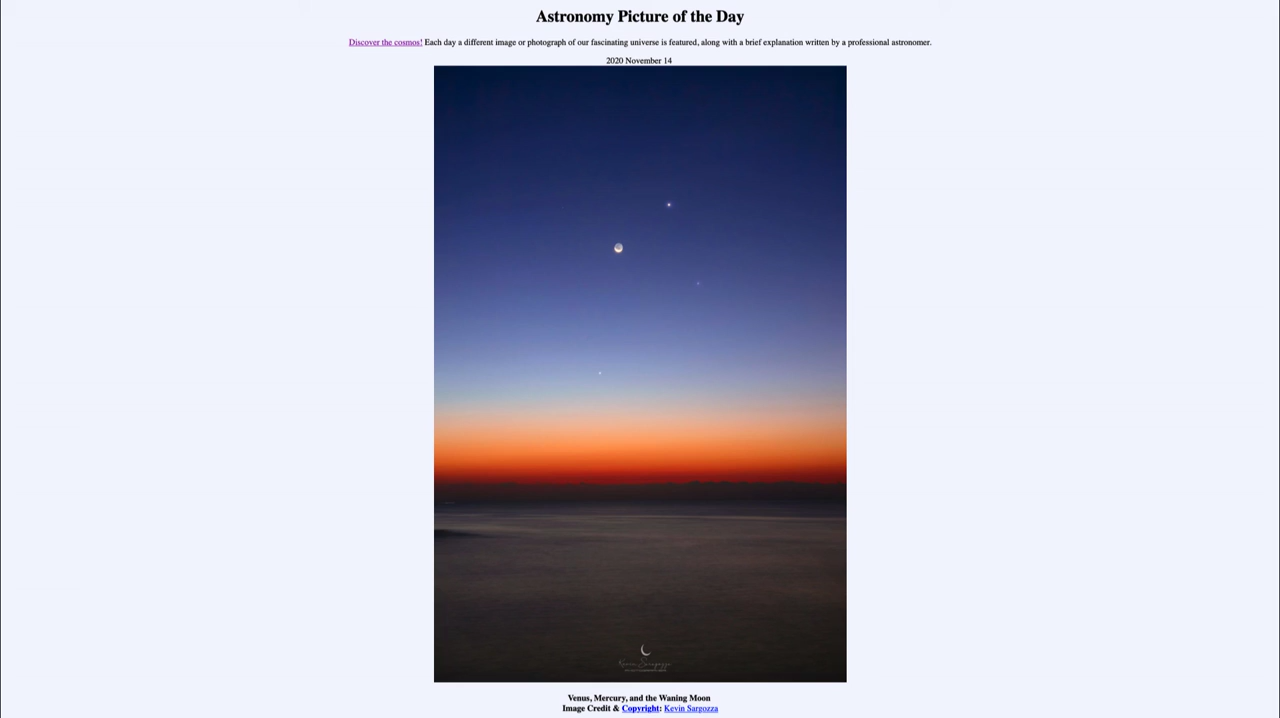 Astronomy Picture of the Day
Discover the cosmos! Each day a different image or photograph of our fascinating universe is featured, along with a brief explanation written by a professional astronomer.
2020 November 14
Kevin Sargozza
Venus, Mercury, and the Waning Moon
Image Credit & Copyright: Kevin Sargozza